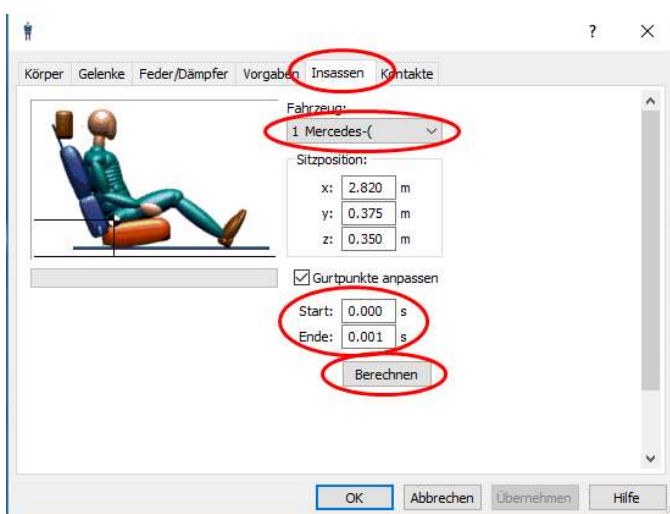 ?
Körper Gelenke Feder/Dämpfer Vorgaben Insassen Kontakte
Fahrzeug:
1 Mercedes-(
Sitzposition:
x: 2.820 m
y: 0.375 m
z: 0.350 m
Gurtpunkte anpassen
Start: 0.000 s
Ende: 0.001 s
Berechnen
OK Abbrechen Übernehmen Hilfe